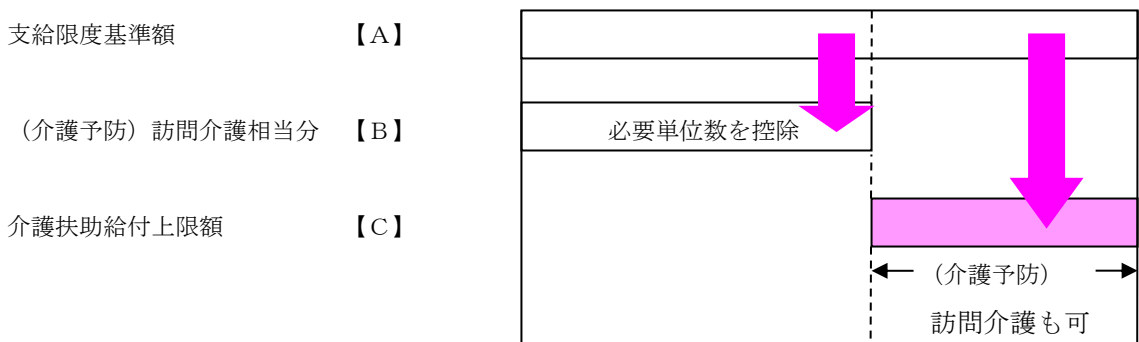 支給限度基準額　【A】
（介護予防）訪問介護相当分　【B】　必要単位数を控除
介護扶助給付上限額　【C】
（介護予防）
訪問介護も可